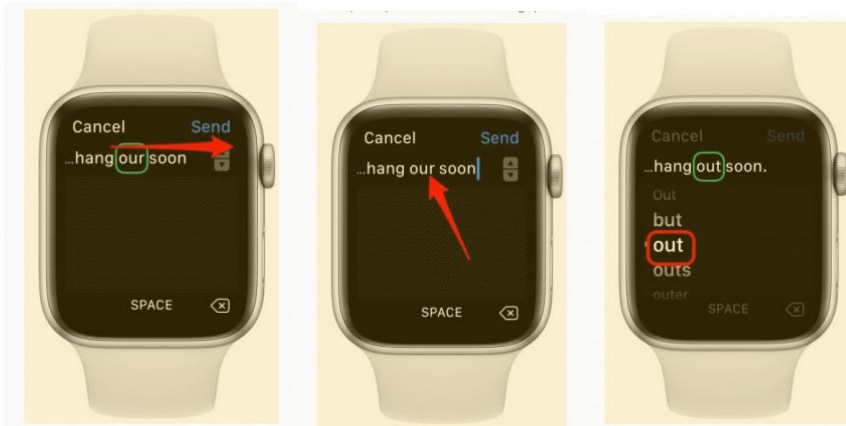 Cancel Send
...hang our soon
SPACE
Cancel Send
...hang our soon
SPACE
Cancel Send
...hang out soon.
Out
but
out
outs
outer
SPACE